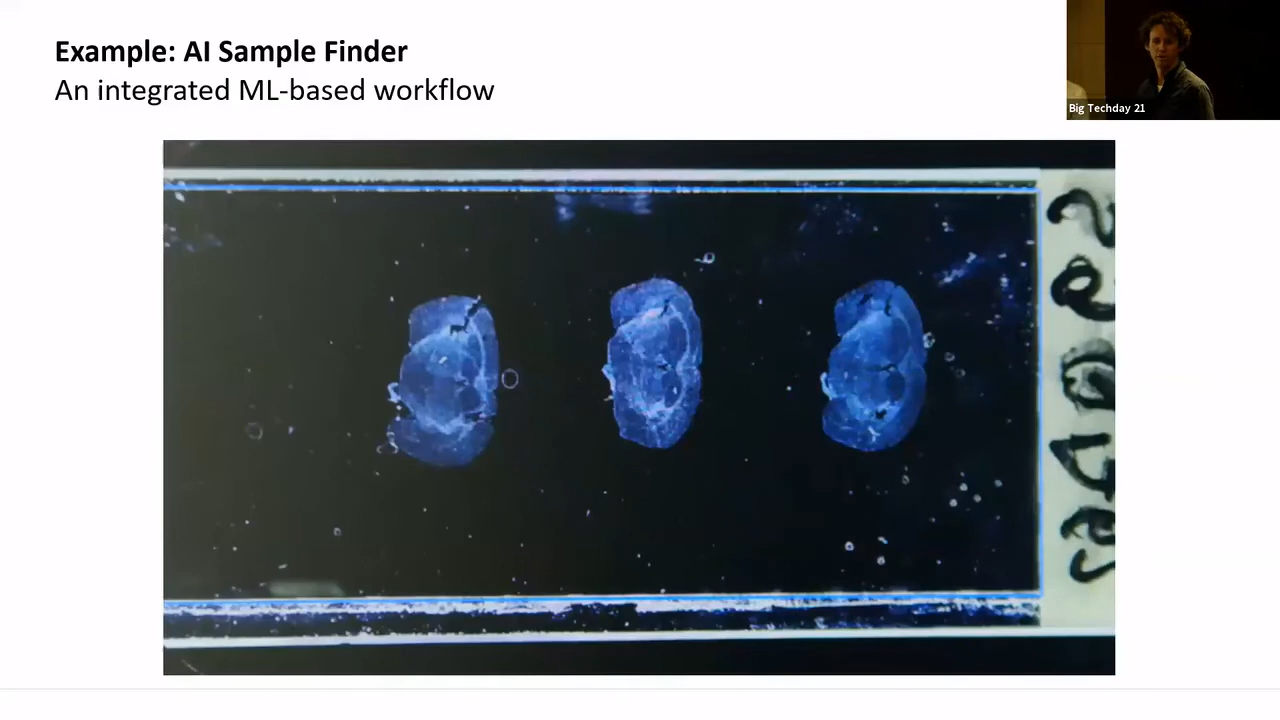 Example: AI Sample Finder
An integrated ML-based workflow
Big Techday 21